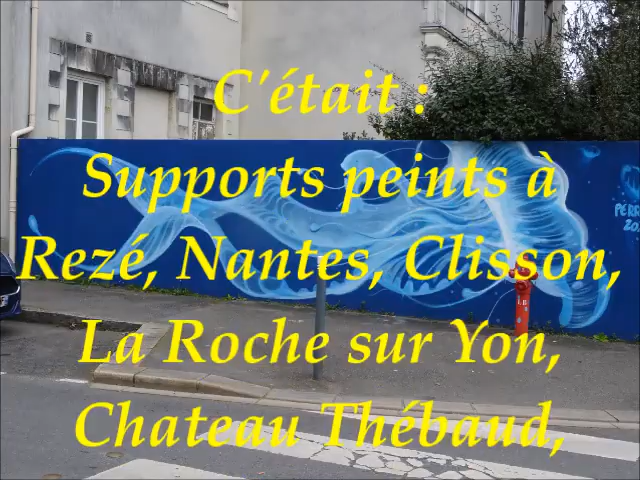 C'était :
Supports peints à
Rezé, Nantes, Clisson,
La Roche sur Yon,
Chateau Thébaud,